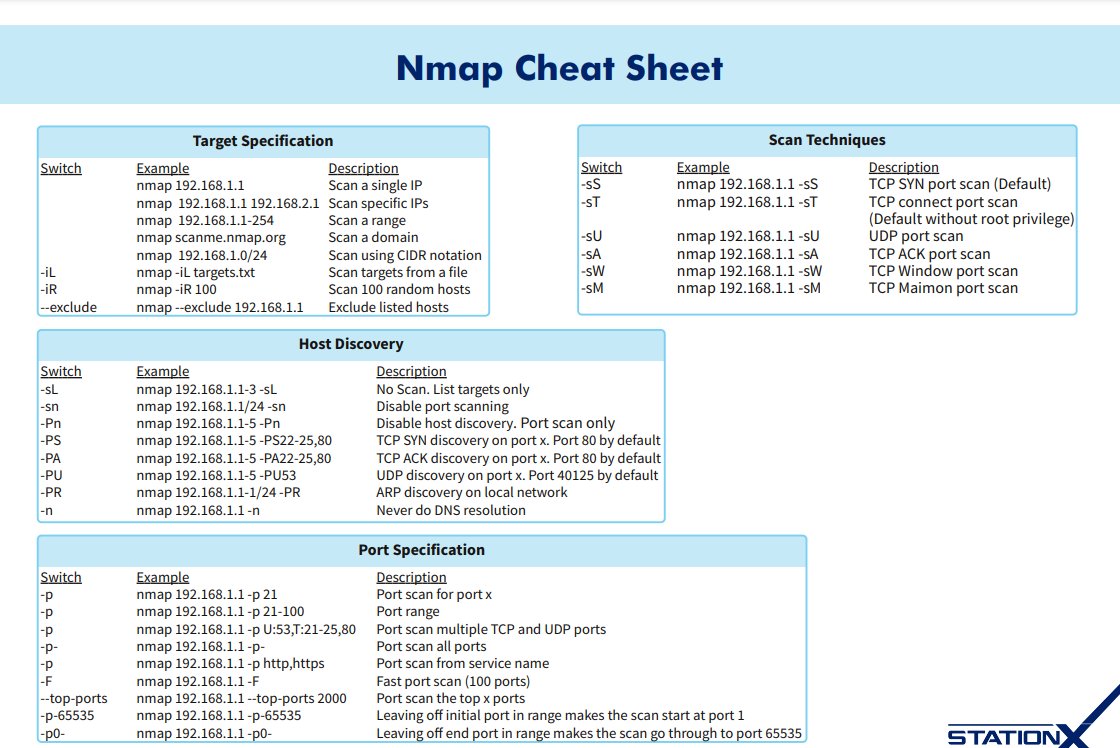 Nmap Cheat Sheet
Target Specification
Switch Example Description
nmap 192.168.1.1 Scan a single IP
nmap 192.168.1.1 192.168.2.1 Scan specific IPs
nmap 192.168.1.1-254 Scan a range
nmap scanme.nmap.org Scan a domain
nmap 192.168.1.0/24 Scan using CIDR notation
-iL nmap -iL targets.txt Scan targets from a file
-iR nmap -iR 100 Scan 100 random hosts
--exclude nmap --exclude 192.168.1.1 Exclude listed hosts
Scan Techniques
Switch Example Description
-sS nmap 192.168.1.1 -sS TCP SYN port scan (Default)
-sT nmap 192.168.1.1 -sT TCP connect port scan
(Default without root privilege)
-sU nmap 192.168.1.1 -sU UDP port scan
-sA nmap 192.168.1.1 -sA TCP ACK port scan
-sW nmap 192.168.1.1 -sW TCP Window port scan
-sM nmap 192.168.1.1 -sM TCP Maimon port scan
Host Discovery
Switch Example Description
-sL nmap 192.168.1.1-3 -sL No Scan. List targets only
-sn nmap 192.168.1.1/24 -sn Disable port scanning
-Pn nmap 192.168.1.1-5 -Pn Disable host discovery. Port scan only
-PS nmap 192.168.1.1-5 -PS22-25,80 TCP SYN discovery on port x. Port 80 by default
-PA nmap 192.168.1.1-5 -PA22-25,80 TCP ACK discovery on port x. Port 80 by default
-PU nmap 192.168.1.1-5 -PU53 UDP discovery on port x. Port 40125 by default
-PR nmap 192.168.1.1-1/24 -PR ARP discovery on local network
-n nmap 192.168.1.1 -n Never do DNS resolution
Port Specification
Switch Example Description
-p nmap 192.168.1.1 -p 21 Port scan for port x
-p nmap 192.168.1.1 -p 21-100 Port range
-p nmap 192.168.1.1 -p U:53,T:21-25,80 Port scan multiple TCP and UDP ports
-p- nmap 192.168.1.1 -p- Port scan all ports
-p nmap 192.168.1.1 -p http,https Port scan from service name
-F nmap 192.168.1.1 -F Fast port scan (100 ports)
--top-ports nmap 192.168.1.1 --top-ports 2000 Port scan the top x ports
-p-65535 nmap 192.168.1.1 -p-65535 Leaving off initial port in range makes the scan start at port 1
-p0- nmap 192.168.1.1 -p0- Leaving off end port in range makes the scan go through to port 65535
STATIONX